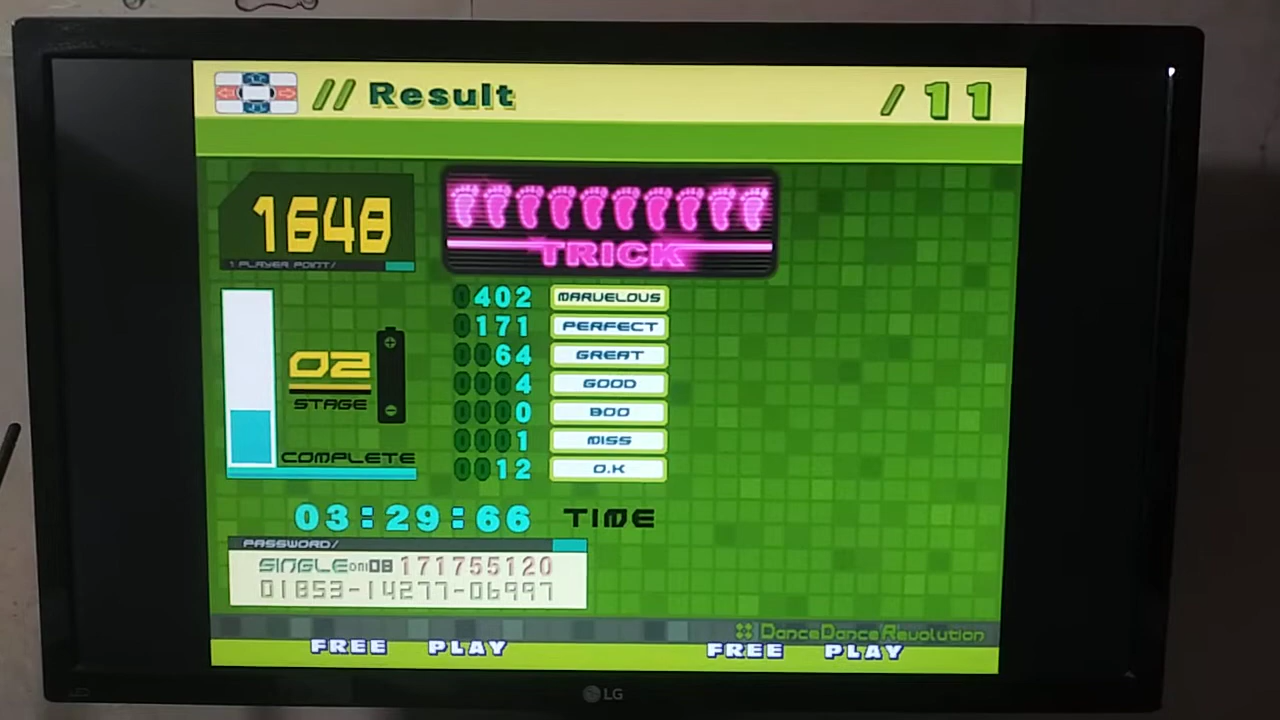 // Result / 11
1648
1 PLAYER POINT/
TRICK
0402 MARVELOUS
0171 PERFECT
0064 GREAT
0004 GOOD
0000 BOO
0001 MISS
0012 O.K
02
STAGE
COMPLETE
03:29:66 TIME
PASSWORD/
SINGLE oni 08 171755120
01853-14277-06997
DanceDanceRevolution
FREE PLAY FREE PLAY
LG